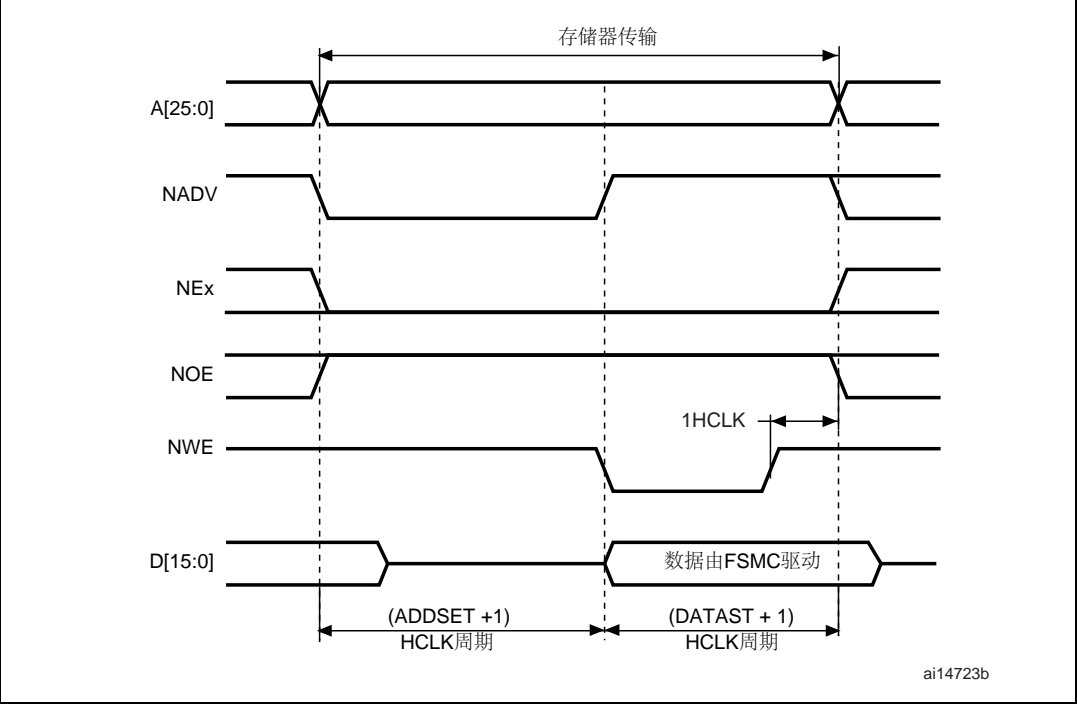 存储器传输
A[25:0]
NADV
NEx
NOE
1HCLK
NWE
D[15:0]
数据由FSMC驱动
(ADDSET +1)
HCLK周期
(DATAST + 1)
HCLK周期
ai14723b